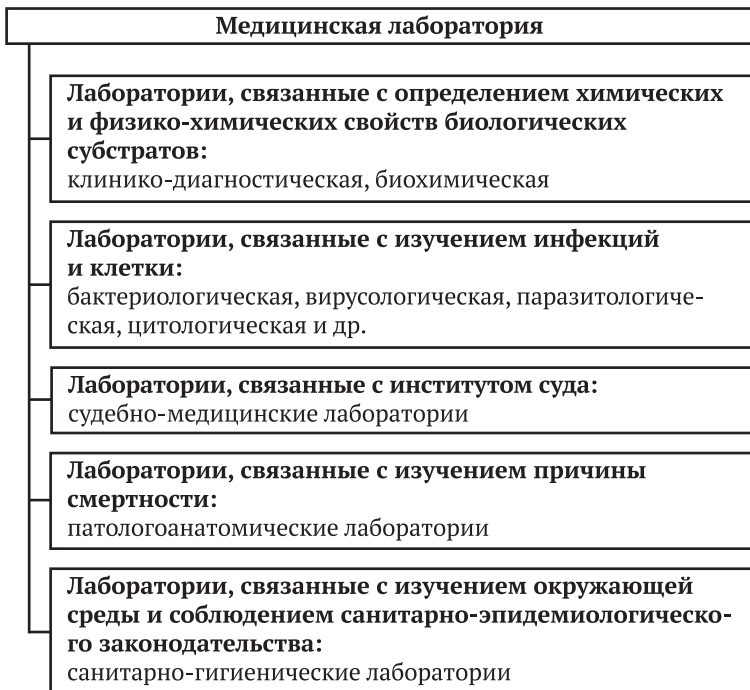 Медицинская лаборатория
Лаборатории, связанные с определением химических
и физико-химических свойств биологических
субстратов:
клинико-диагностическая, биохимическая
Лаборатории, связанные с изучением инфекций
и клетки:
бактериологическая, вирусологическая, паразитологиче-
ская, цитологическая и др.
Лаборатории, связанные с институтом суда:
судебно-медицинские лаборатории
Лаборатории, связанные с изучением причины
смертности:
патологоанатомические лаборатории
Лаборатории, связанные с изучением окружающей
среды и соблюдением санитарно-эпидемиологическо-
го законодательства:
санитарно-гигиенические лаборатории